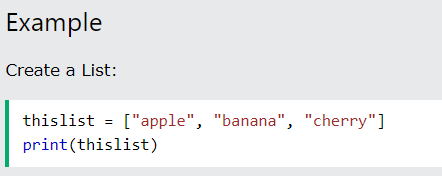 Example
Create a List:
thislist = ["apple", "banana", "cherry"]
print(thislist)